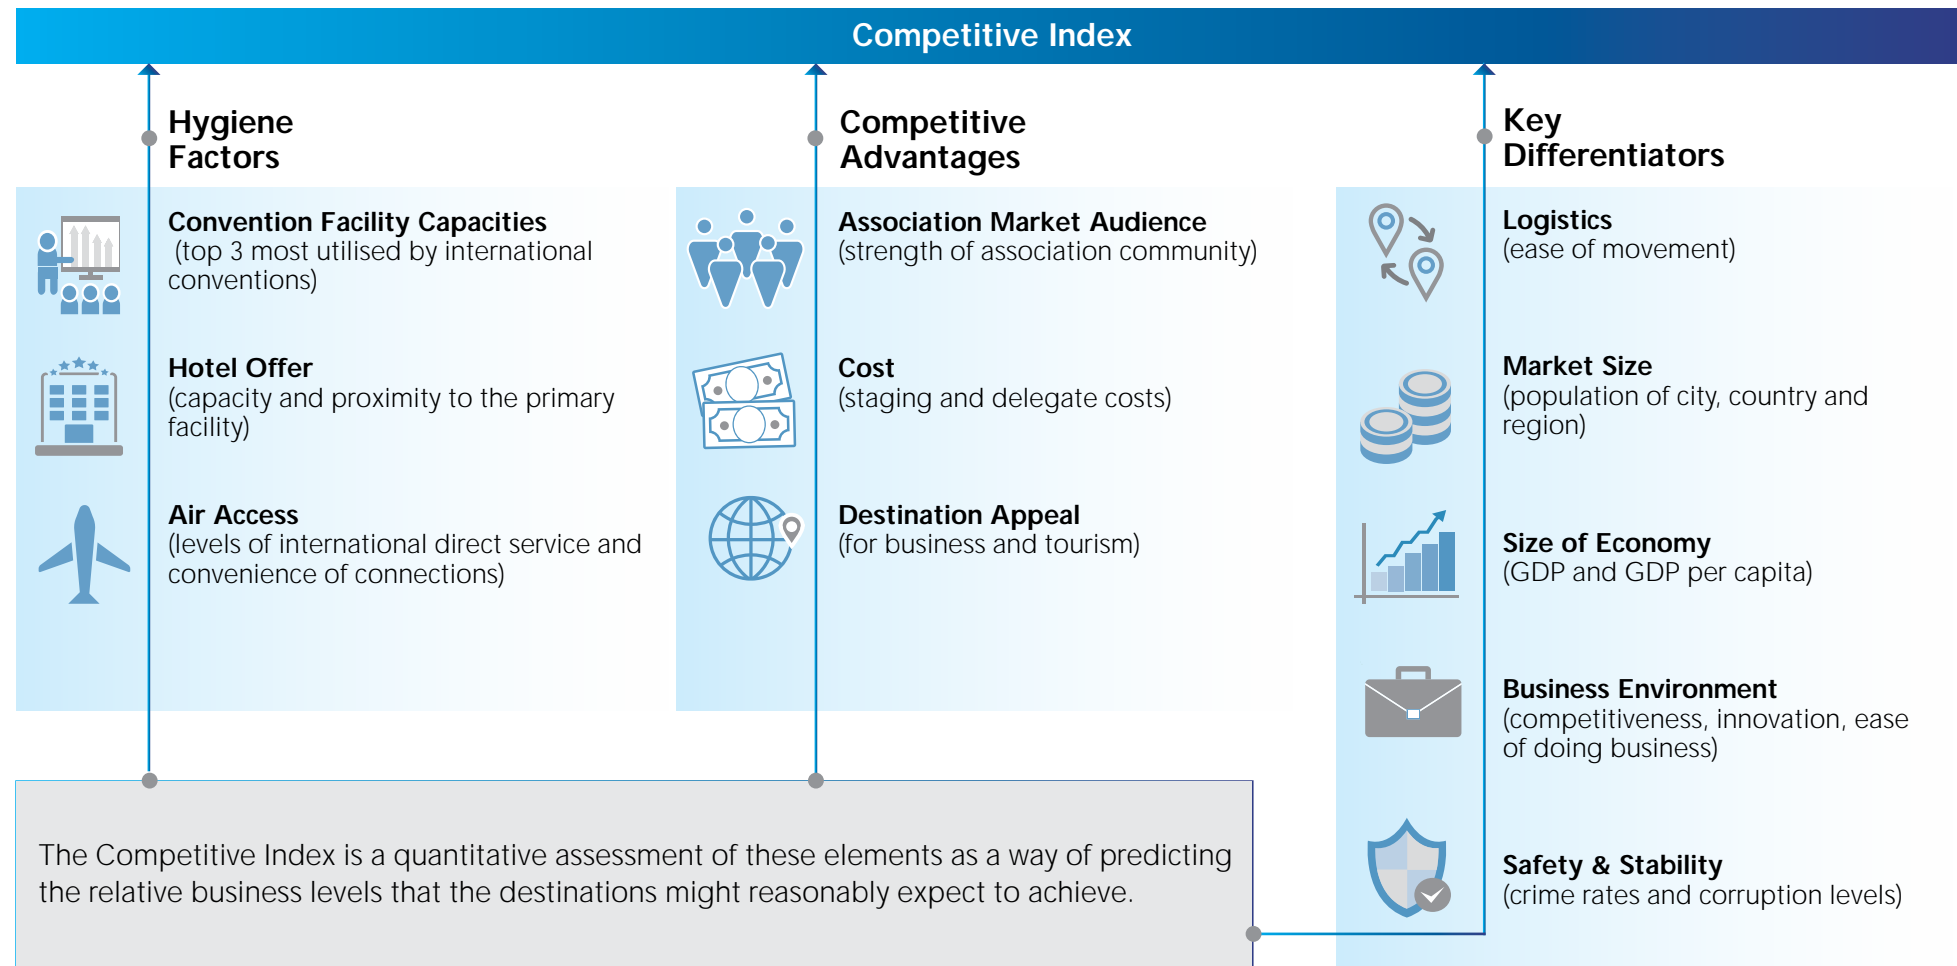 Competitive Index
Hygiene
Factors
Convention Facility Capacities
(top 3 most utilised by international
conventions)
Hotel Offer
(capacity and proximity to the primary
facility)
Air Access
(levels of international direct service and
convenience of connections)
Competitive
Advantages
Association Market Audience
(strength of association community)
Cost
(staging and delegate costs)
Destination Appeal
(for business and tourism)
Key
Differentiators
Logistics
(ease of movement)
Market Size
(population of city, country and
region)
Size of Economy
(GDP and GDP per capita)
Business Environment
(competitiveness, innovation, ease
of doing business)
Safety & Stability
(crime rates and corruption levels)
The Competitive Index is a quantitative assessment of these elements as a way of predicting
the relative business levels that the destinations might reasonably expect to achieve.